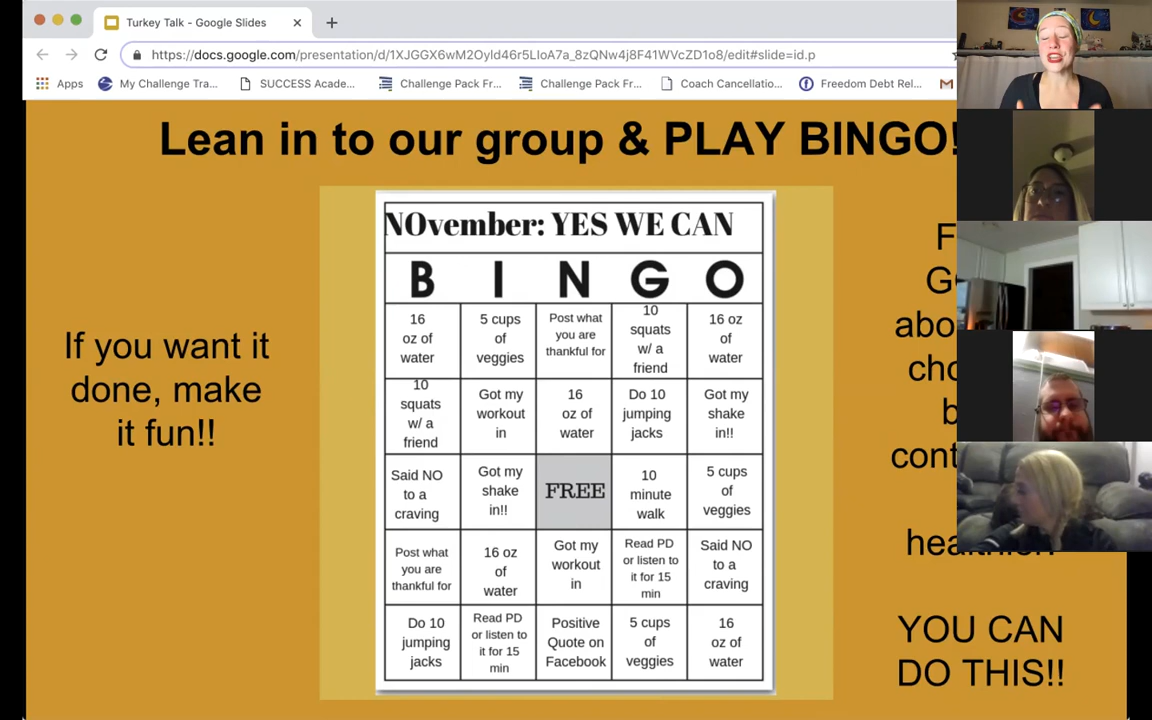 Turkey Talk - Google Slides
https://docs.google.com/presentation/d/1XJGGX6wM2OyId46r5LIoA7a_8zQNw4j8F41WVcZD1o8/edit#slide=id.p
Apps
My Challenge Tra...
SUCCESS Acade...
Challenge Pack Fr...
Challenge Pack Fr...
Coach Cancellatio...
Freedom Debt Rel...
Lean in to our group & PLAY BINGO!
If you want it
done, make
it fun!!
NOvember: YES WE CAN
B I N G O
16
oz of
water
5 cups
of
veggies
Post what
you are
thankful for
10
squats
w/ a
friend
16 oz
of
water
10
squats
w/ a
friend
Got my
workout
in
16
oz of
water
Do 10
jumping
jacks
Got my
shake
in!!
Said NO
to a
craving
Got my
shake
in!!
FREE
10
minute
walk
5 cups
of
veggies
Post what
you are
thankful for
16 oz
of
water
Got my
workout
in
Read PD
or listen to
it for 15
min
Said NO
to a
craving
Do 10
jumping
jacks
Read PD
or listen to
it for 15
min
Positive
Quote on
Facebook
5 cups
of
veggies
16
oz of
water
YOU CAN
DO THIS!!